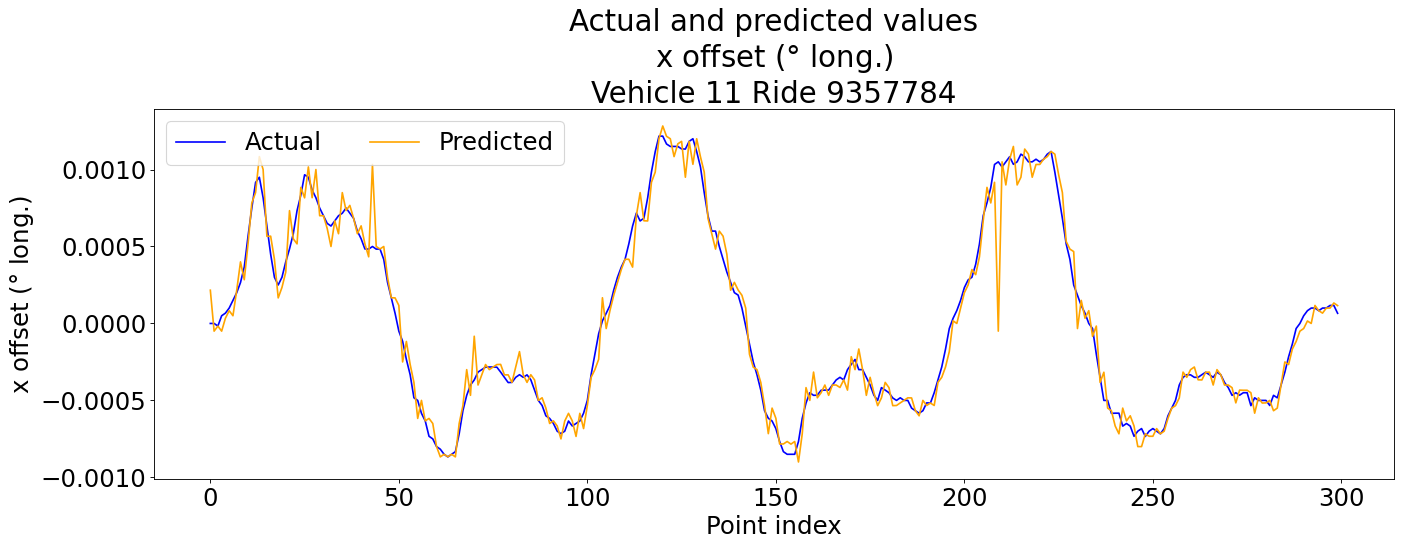 Actual and predicted values
x offset (° long.)
Vehicle 11 Ride 9357784
Actual
Predicted
x offset (° long.)
0.0010
0.0005
0.0000
−0.0005
−0.0010
0 50 100 150 200 250 300
Point index